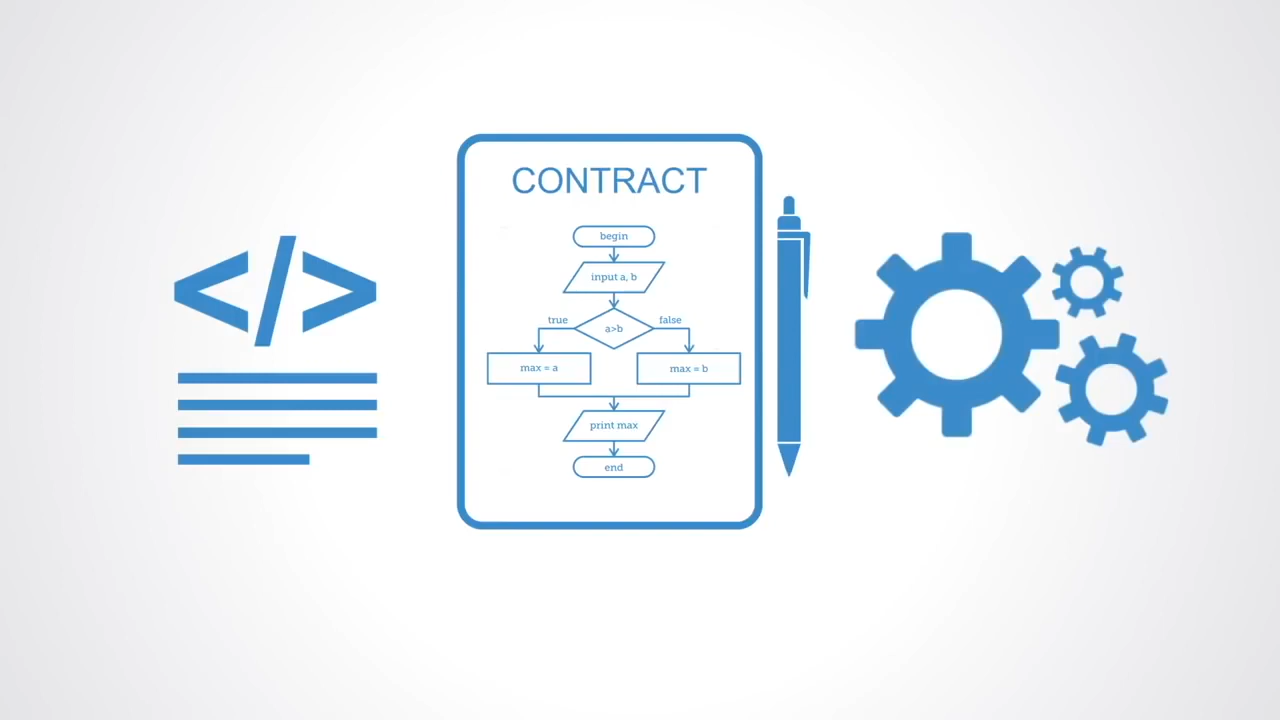 </>
CONTRACT
begin
input a, b
true
false
a>b
max = a
max = b
print max
end